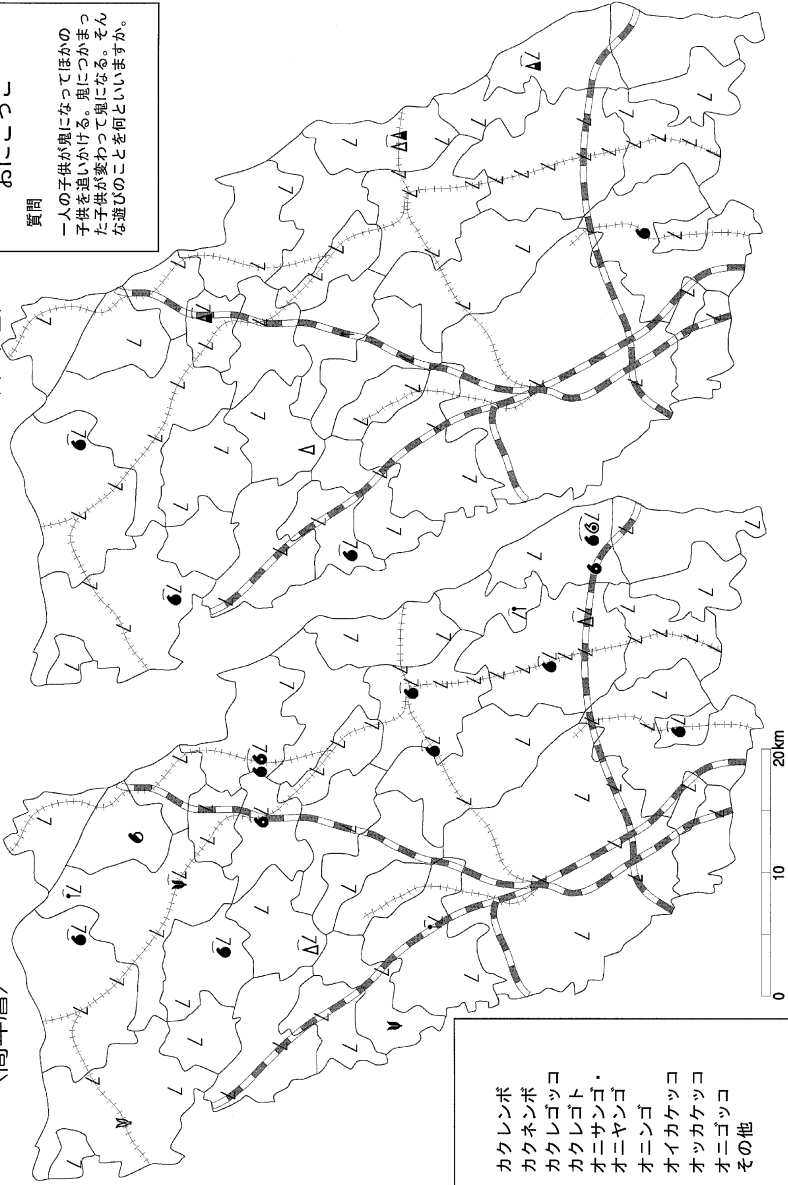 おにごっこ
質問
一人の子供が鬼になってほかの
子供を追いかける。鬼につかまっ
た子供が変わって鬼になる。そん
な遊びのことを何といいますか。
〈高年層〉
カクレンボ
カクネンボ
カクレゴッコ
カクレゴト
オニサンゴ・
オニヤンゴ
オニンゴ
オイカケッコ
オッカケッコ
オニゴッコ
その他
0 10 20km